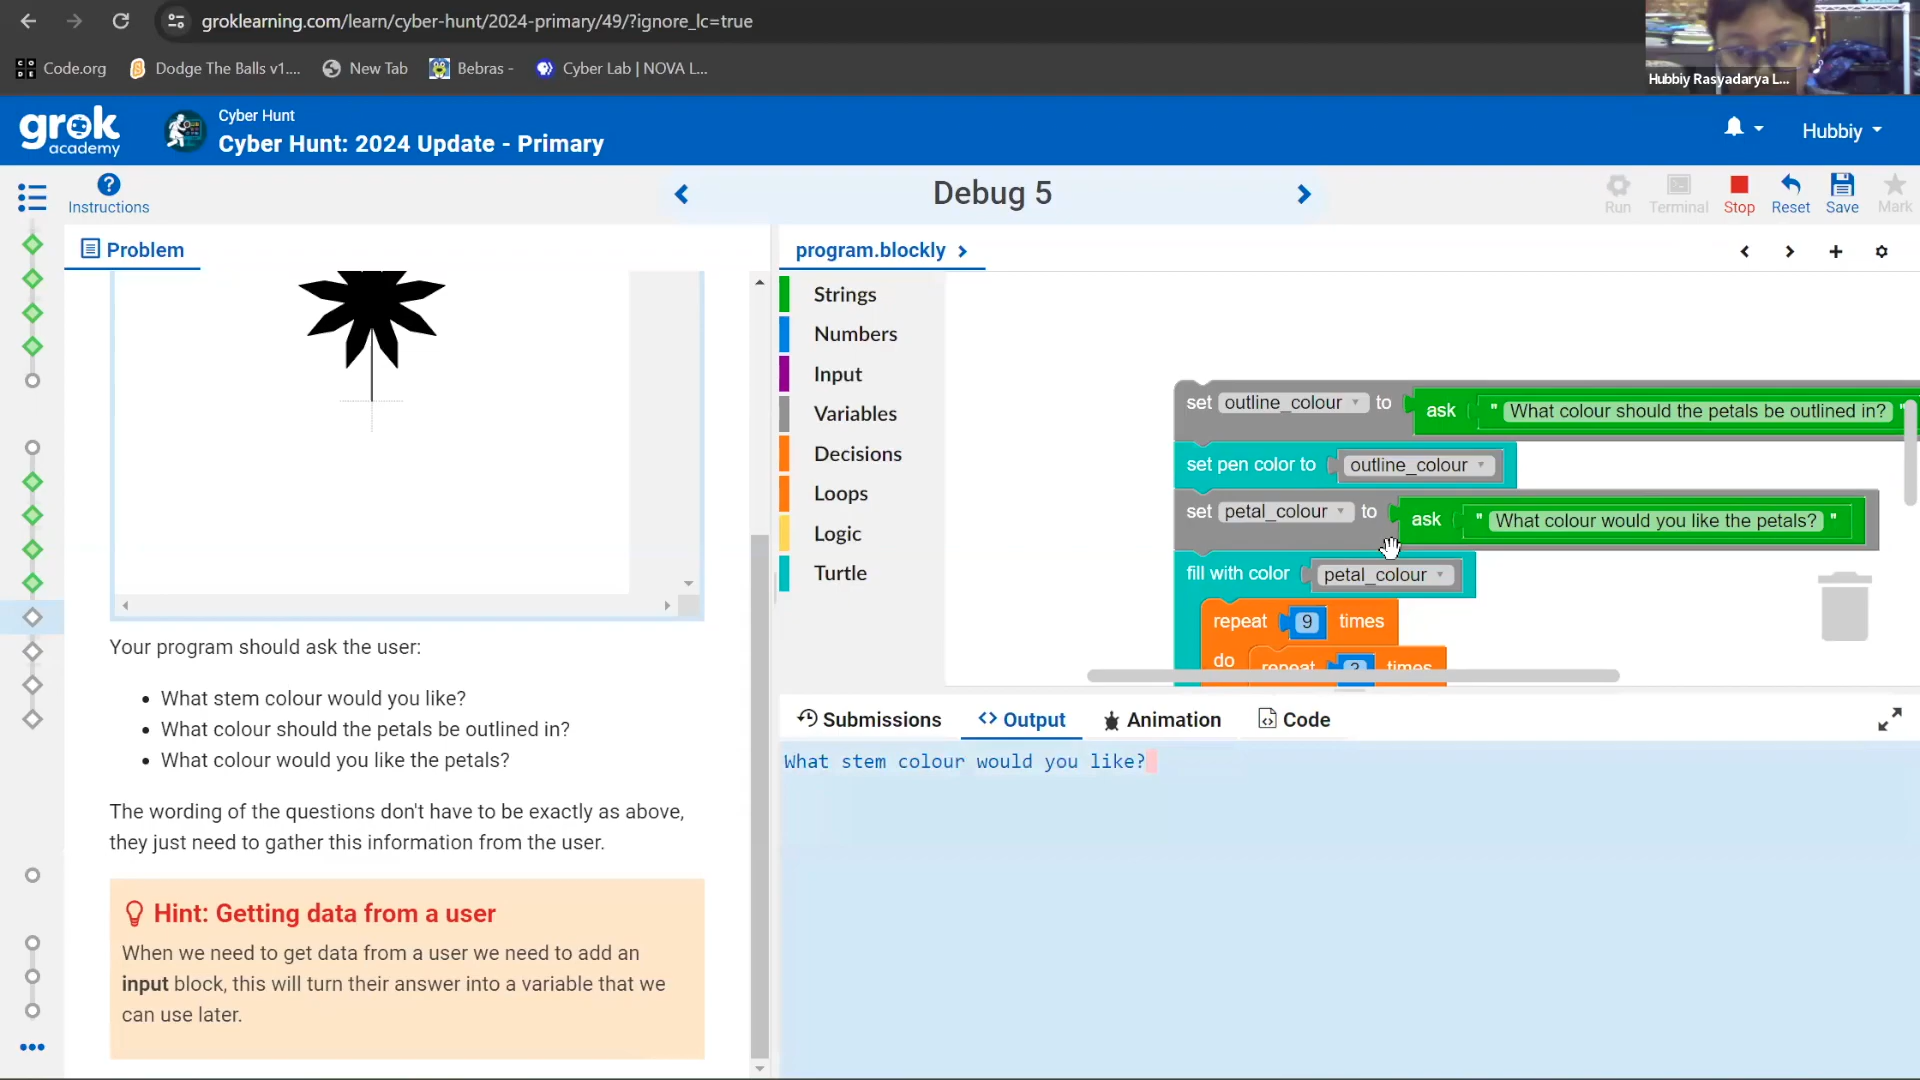 groklearning.com/learn/cyber-hunt/2024-primary/49/?ignore_lc=true
Code.org
Dodge The Balls v1....
New Tab
Bebras -
Cyber Lab | NOVA L...
Hubbiy Rasyadarya L...
grok
academy
Cyber Hunt
Cyber Hunt: 2024 Update - Primary
Hubbiy
Instructions
Debug 5
Run
Terminal
Stop
Reset
Save
Mark
Problem
program.blockly
Strings
Numbers
Input
Variables
Decisions
Loops
Logic
Turtle
set outline_colour to ask " What colour should the petals be outlined in? "
set pen color to outline_colour
set petal_colour to ask " What colour would you like the petals? "
fill with color petal_colour
repeat 9 times
do repeat times
Your program should ask the user:
• What stem colour would you like?
• What colour should the petals be outlined in?
• What colour would you like the petals?
The wording of the questions don't have to be exactly as above,
they just need to gather this information from the user.
Hint: Getting data from a user
When we need to get data from a user we need to add an
input block, this will turn their answer into a variable that we
can use later.
Submissions
<> Output
Animation
Code
What stem colour would you like?